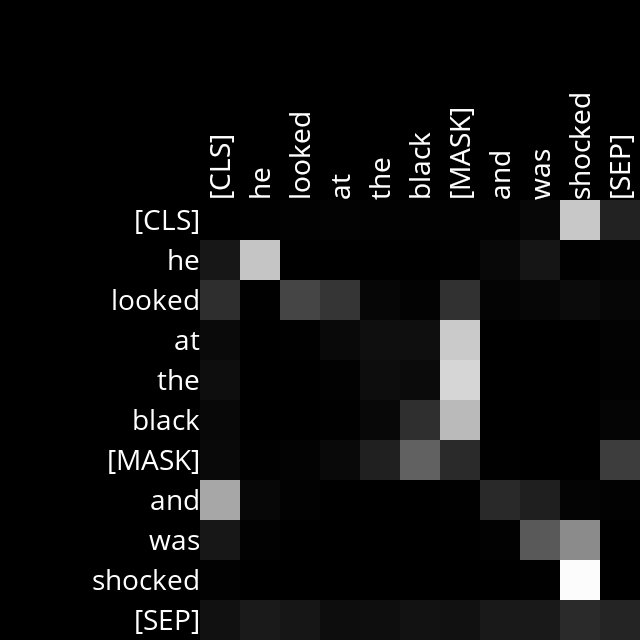 [CLS] he looked at the black [MASK] and was shocked [SEP]
[CLS]
he
looked
at
the
black
[MASK]
and
was
shocked
[SEP]